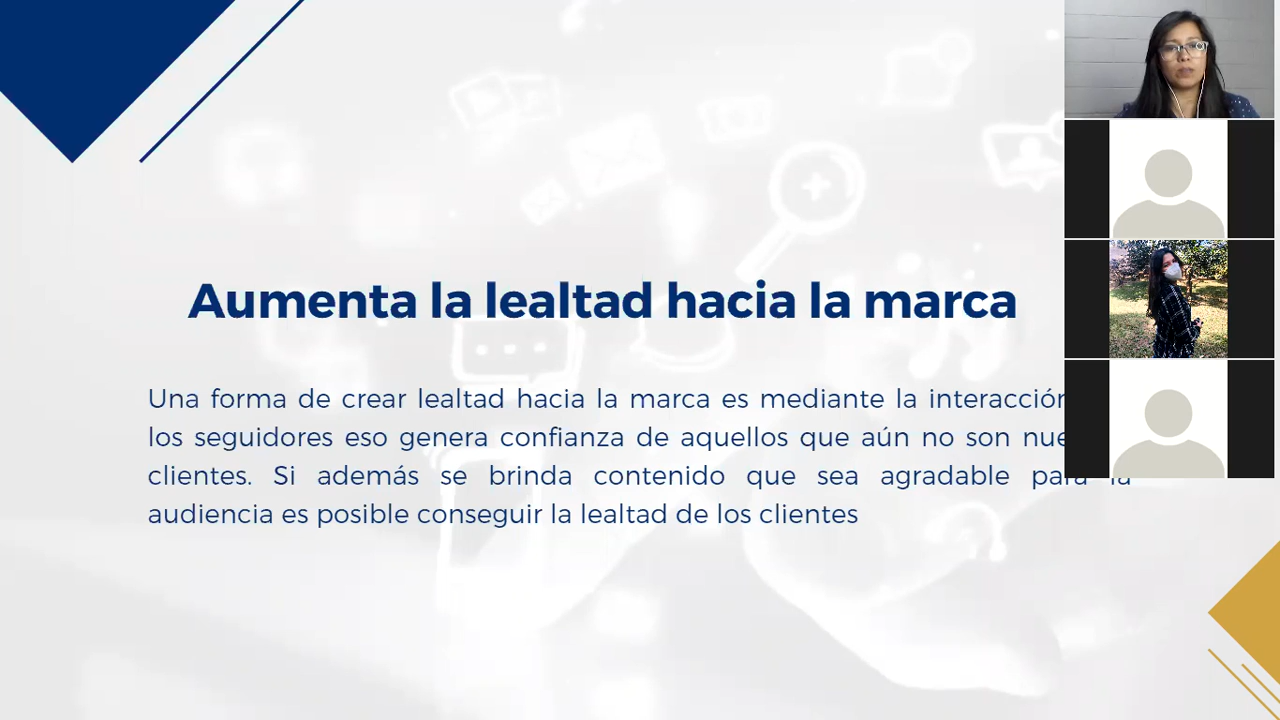 Aumenta la lealtad hacia la marca
Una forma de crear lealtad hacia la marca es mediante la interacción
los seguidores eso genera confianza de aquellos que aún no son
clientes. Si además se brinda contenido que sea agradable para la
audiencia es posible conseguir la lealtad de los clientes